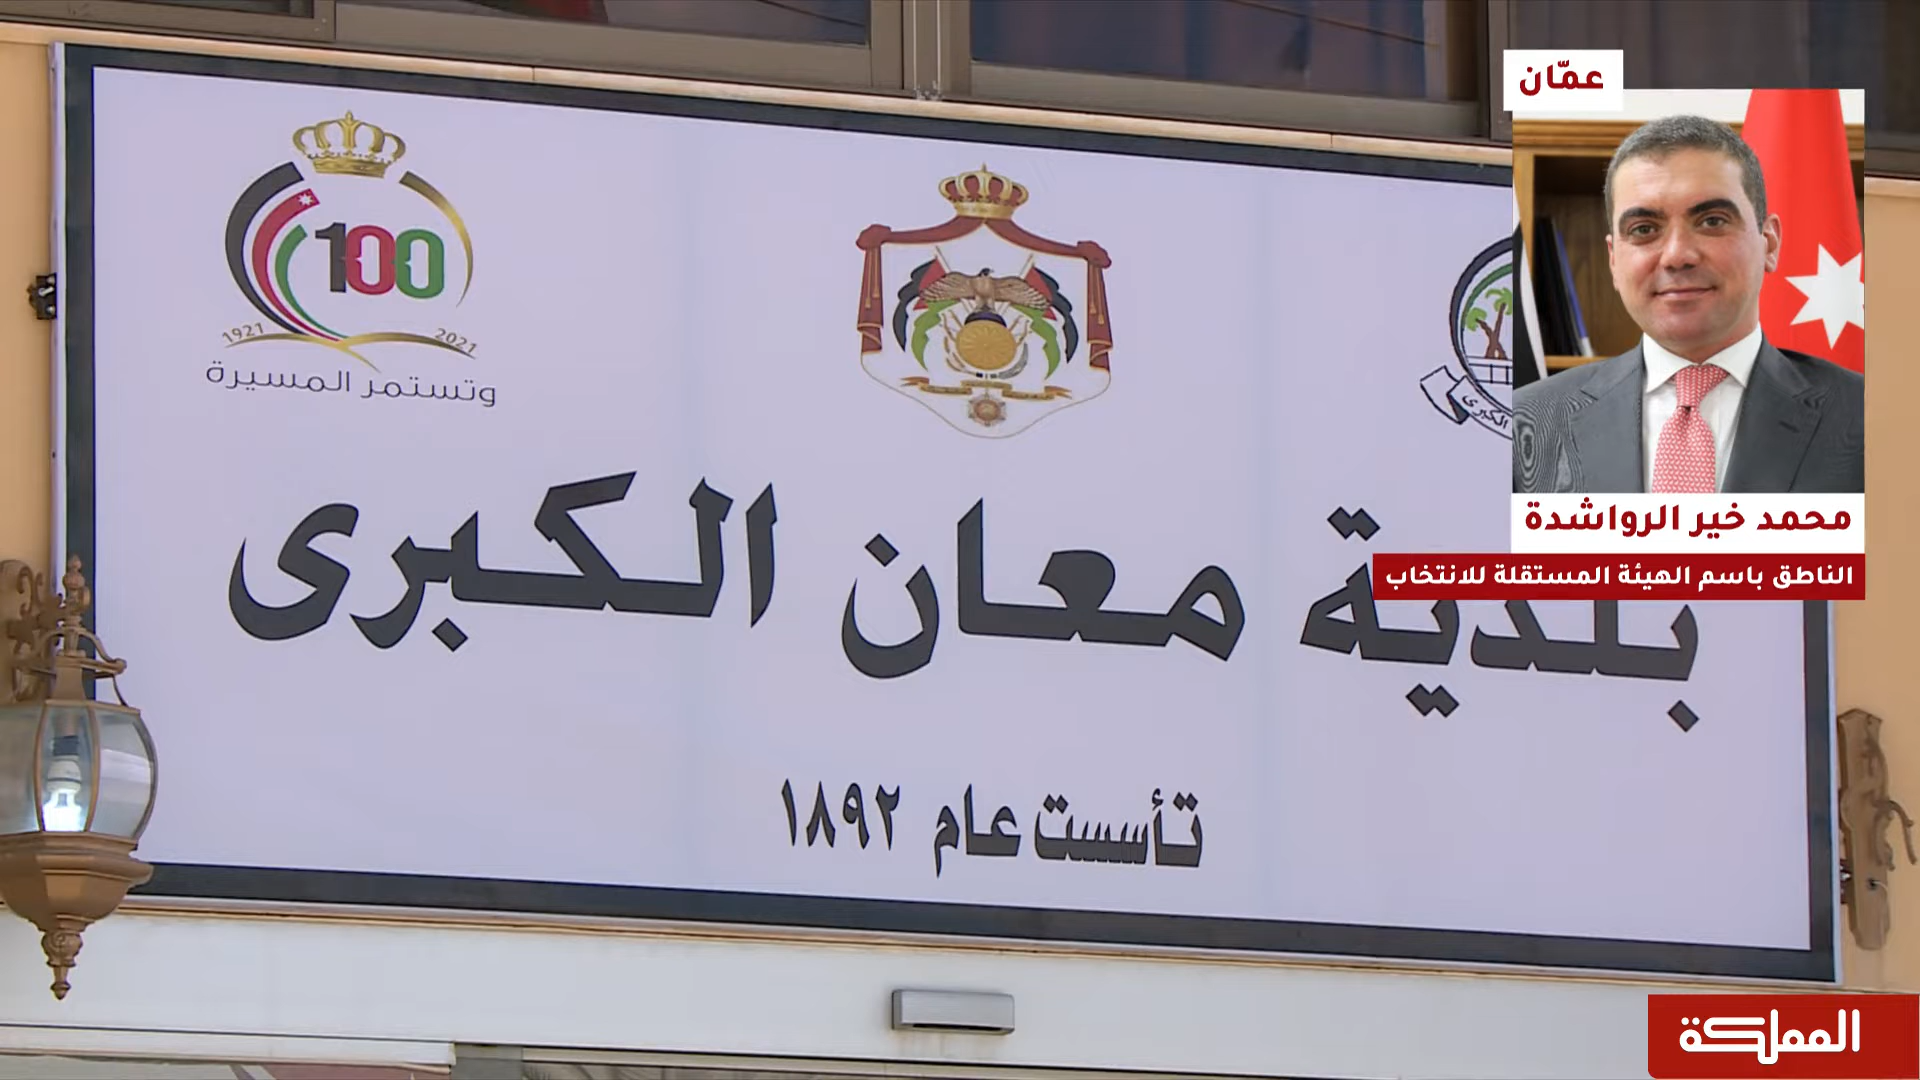 عمّان
محمد خير الرواشدة
الناطق باسم الهيئة المستقلة للانتخاب
100
1921 2021
وتستمر المسيرة
الكبرى
بلدية معان الكبرى
تأسست عام ١٨٩٢
المملكة